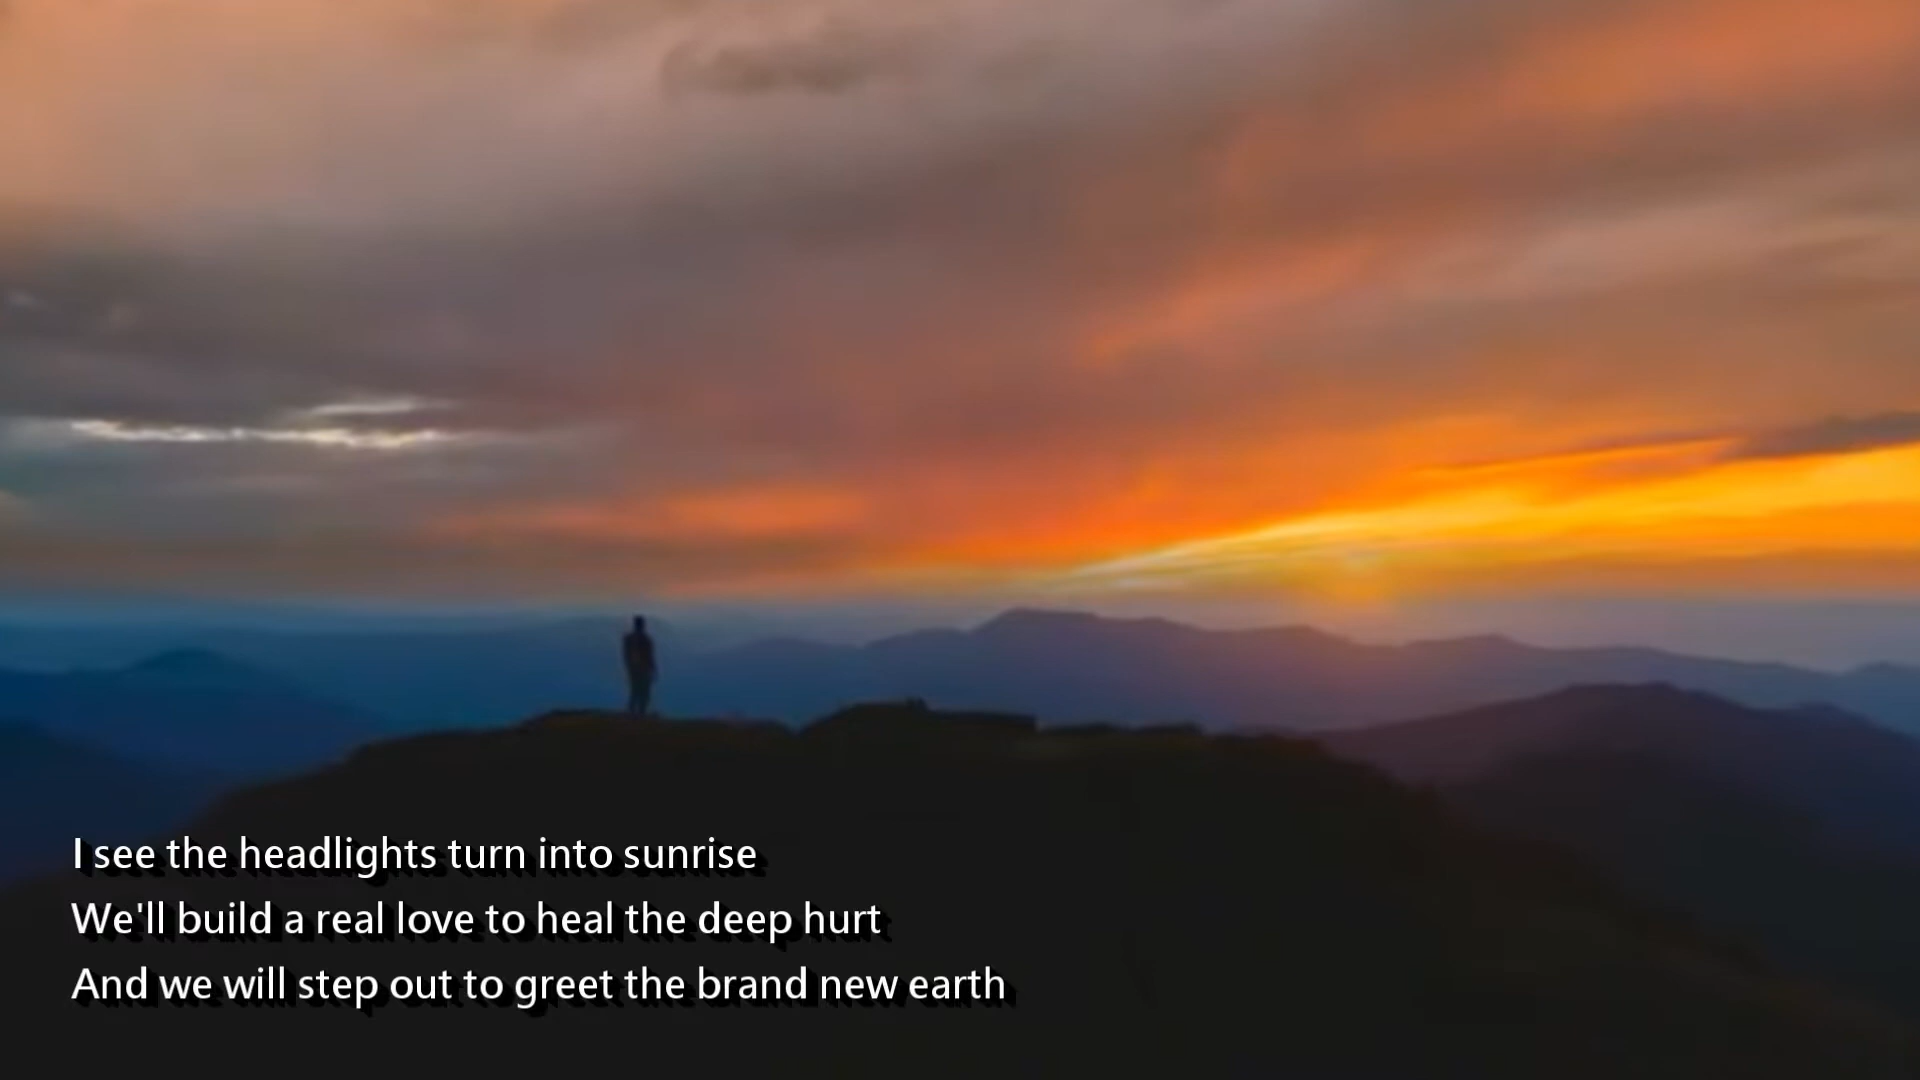 I see the headlights turn into sunrise
We'll build a real love to heal the deep hurt
And we will step out to greet the brand new earth